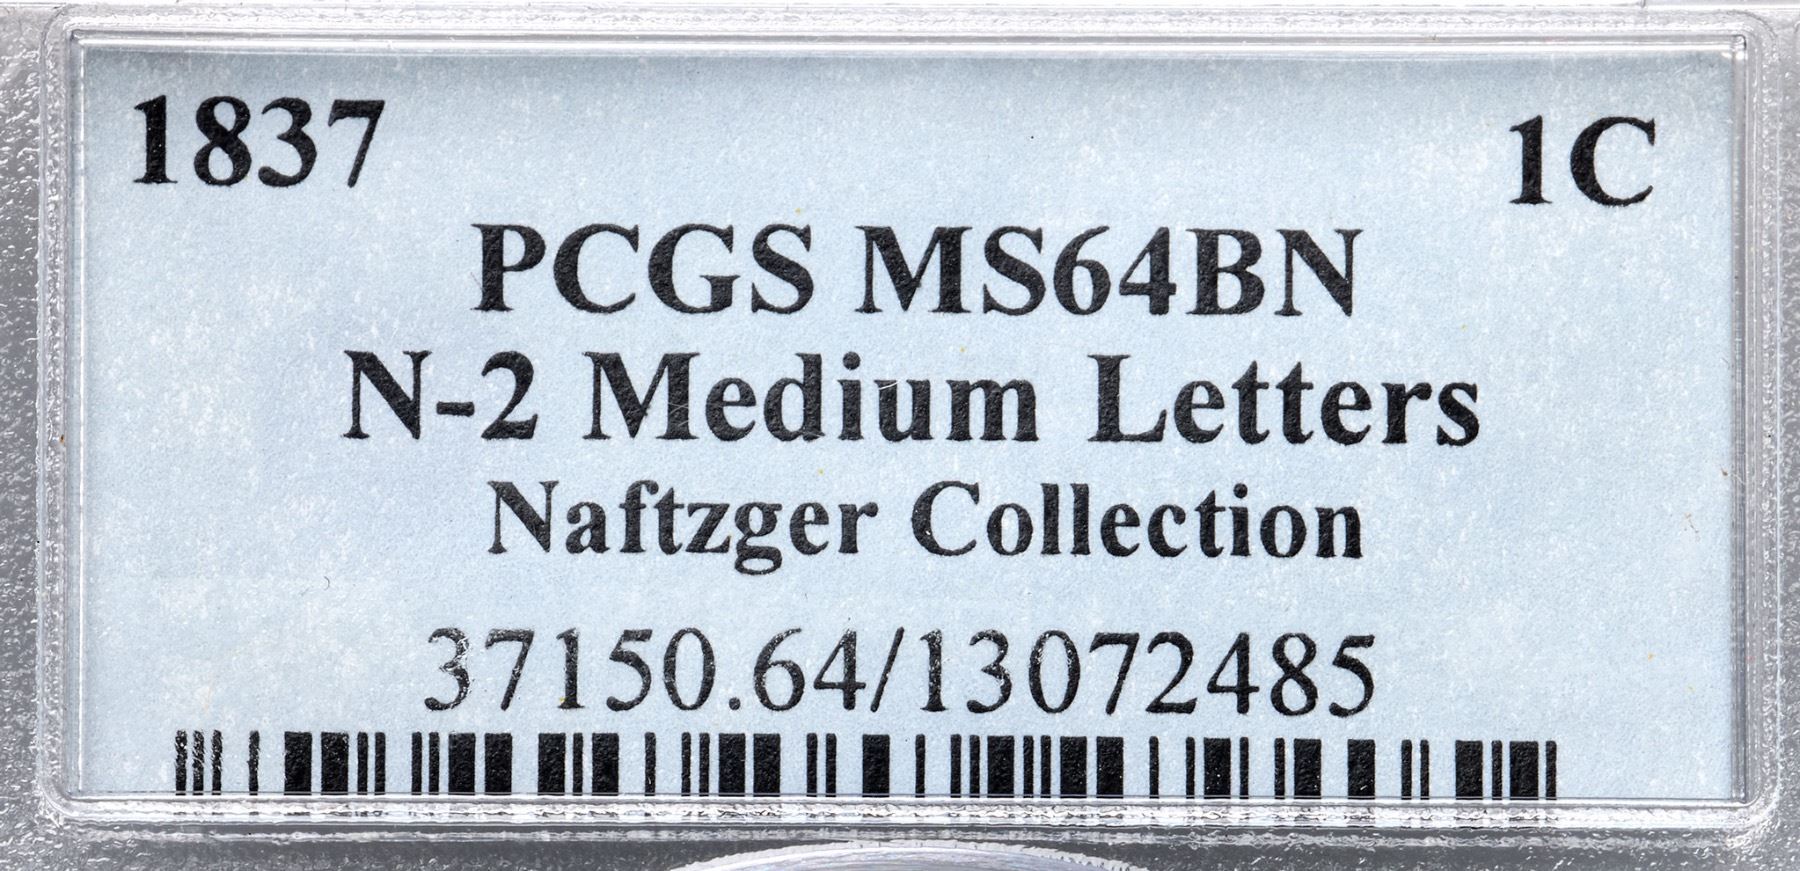 1837 1C
PCGS MS64BN
N-2 Medium Letters
Naftzger Collection
37150.64/13072485